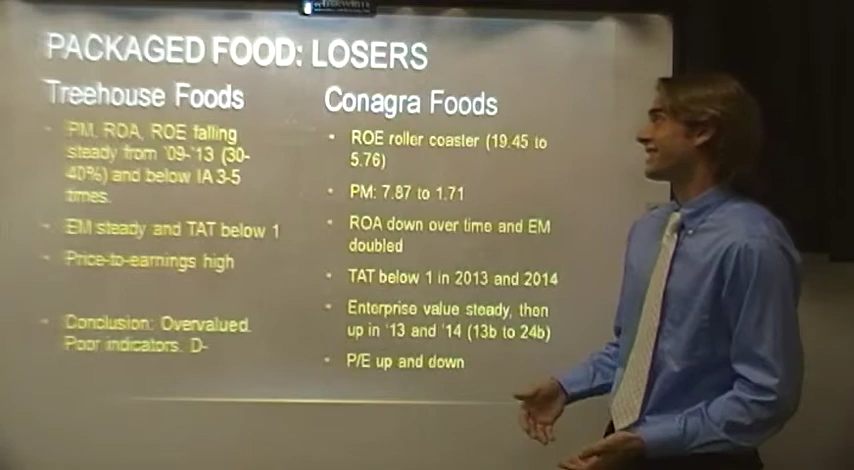 PACKAGED FOOD: LOSERS
Treehouse Foods
PM, ROA, ROE falling
steady from '09-'13 (30-
40%) and below IA 3-5
times.
EM steady and TAT below 1
Price-to-earnings high
Conclusion: Overvalued.
Poor indicators. D-
Conagra Foods
ROE roller coaster (19.45 to
5.76)
PM: 7.87 to 1.71
ROA down over time and EM
doubled
TAT below 1 in 2013 and 2014
Enterprise value steady, then
up in '13 and '14 (13b to 24b)
P/E up and down